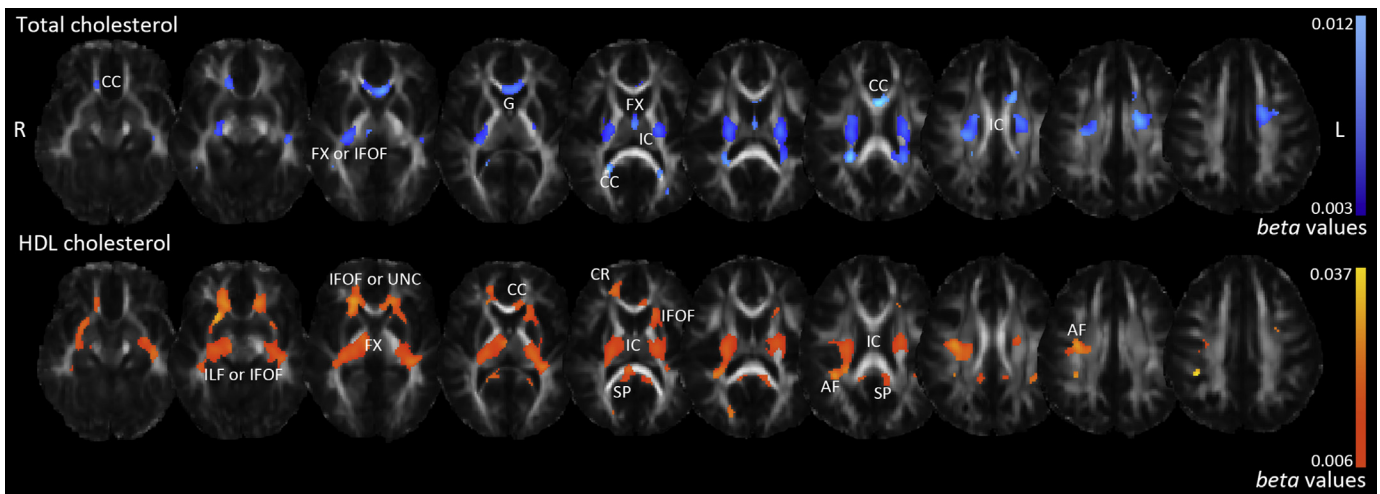 Total cholesterol
0.012
CC
CC
G
FX
R
IC
IC
L
FX or IFOF
CC
0.003
beta values
HDL cholesterol
0.037
IFOF or UNC
CR
CC
IFOF
AF
FX
IC
IC
ILF or IFOF
SP
AF
SP
0.006
beta values